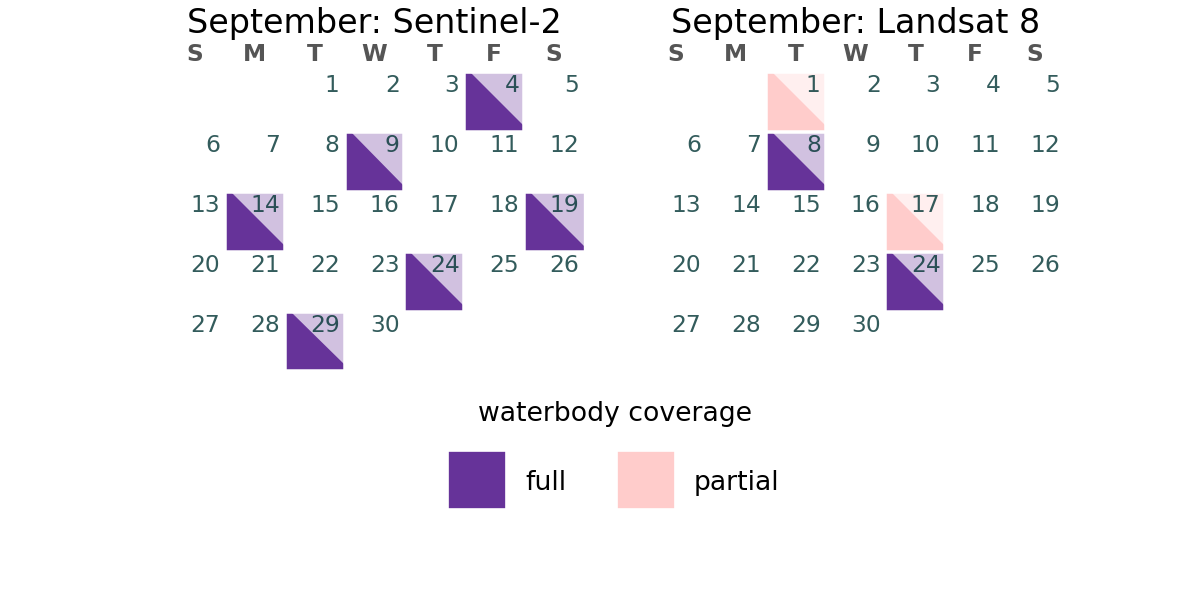 September: Sentinel-2
S M T W T F S
1 2 3 4 5
6 7 8 9 10 11 12
13 14 15 16 17 18 19
20 21 22 23 24 25 26
27 28 29 30
September: Landsat 8
S M T W T F S
1 2 3 4 5
6 7 8 9 10 11 12
13 14 15 16 17 18 19
20 21 22 23 24 25 26
27 28 29 30
waterbody coverage
full
partial